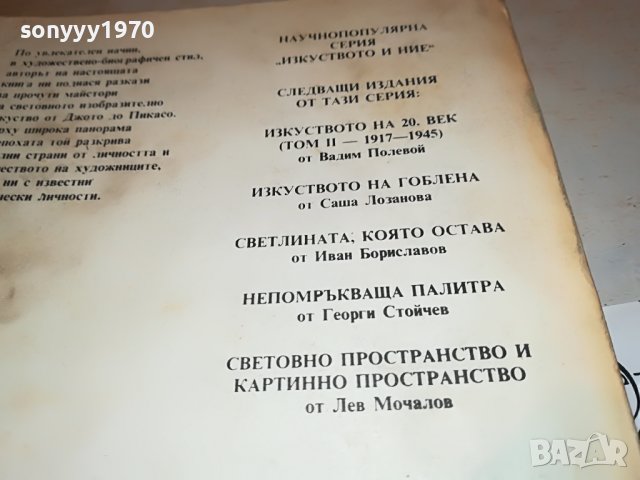 sonyyy1970
По увлекателен начин,
в художествено-биографичен стил,
авторът на настоящата
книга ни поднася разкази
прочути майстори
световното изобразително
от Джото до Пикасо.
широка панорама
епохата той разкрива
страни от личността и
на художниците,
ни с известни
личности.
НАУЧНОПОПУЛЯРНА
СЕРИЯ
„ИЗКУСТВОТО И НИЕ"
СЛЕДВАЩИ ИЗДАНИЯ
ОТ ТАЗИ СЕРИЯ:
ИЗКУСТВОТО НА 20. ВЕК
(ТОМ II — 1917—1945)
от Вадим Полевой
ИЗКУСТВОТО НА ГОБЛЕНА
от Саша Лозанова
СВЕТЛИНАТА, КОЯТО ОСТАВА
от Иван Бориславов
НЕПОМРЪКВАЩА ПАЛИТРА
от Георги Стойчев
СВЕТОВНО ПРОСТРАНСТВО И
КАРТИННО ПРОСТРАНСТВО
от Лев Мочалов
BAZAR